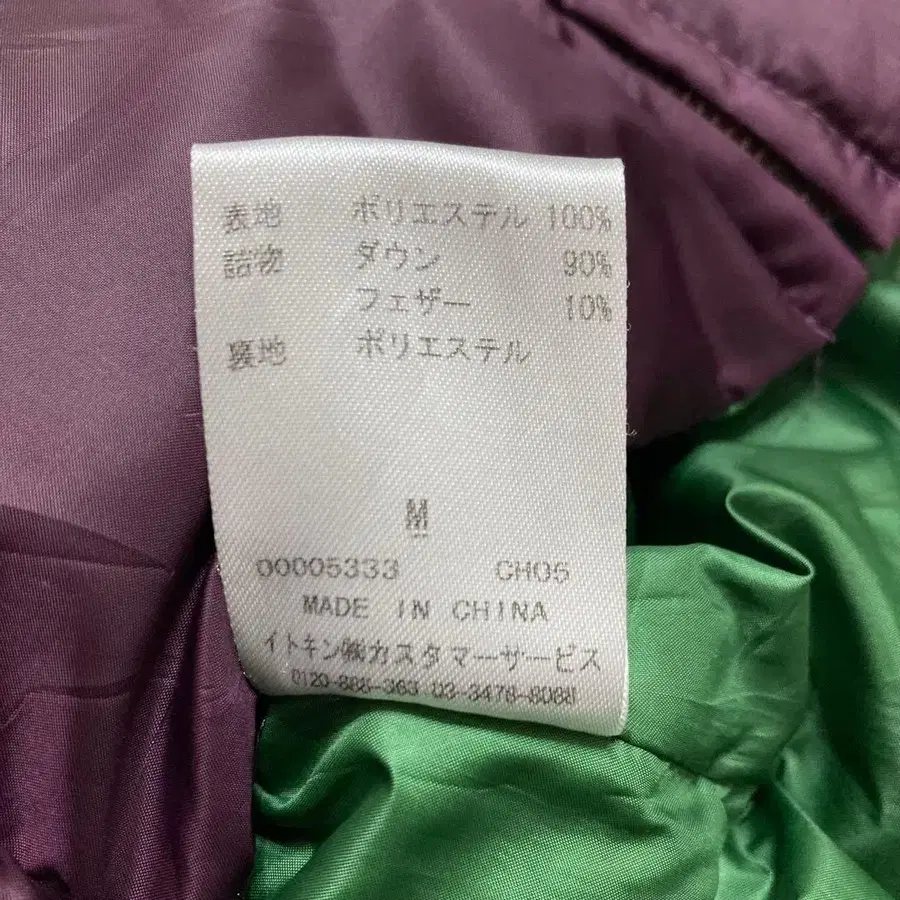 表地 ポリエステル 100%
詰物 ダウン 90%
フェザー 10%
裏地 ポリエステル
M
00005333 CH05
MADE IN CHINA
イトキン㈱カスタマーサービス
0120-888-363 03-3478-8088